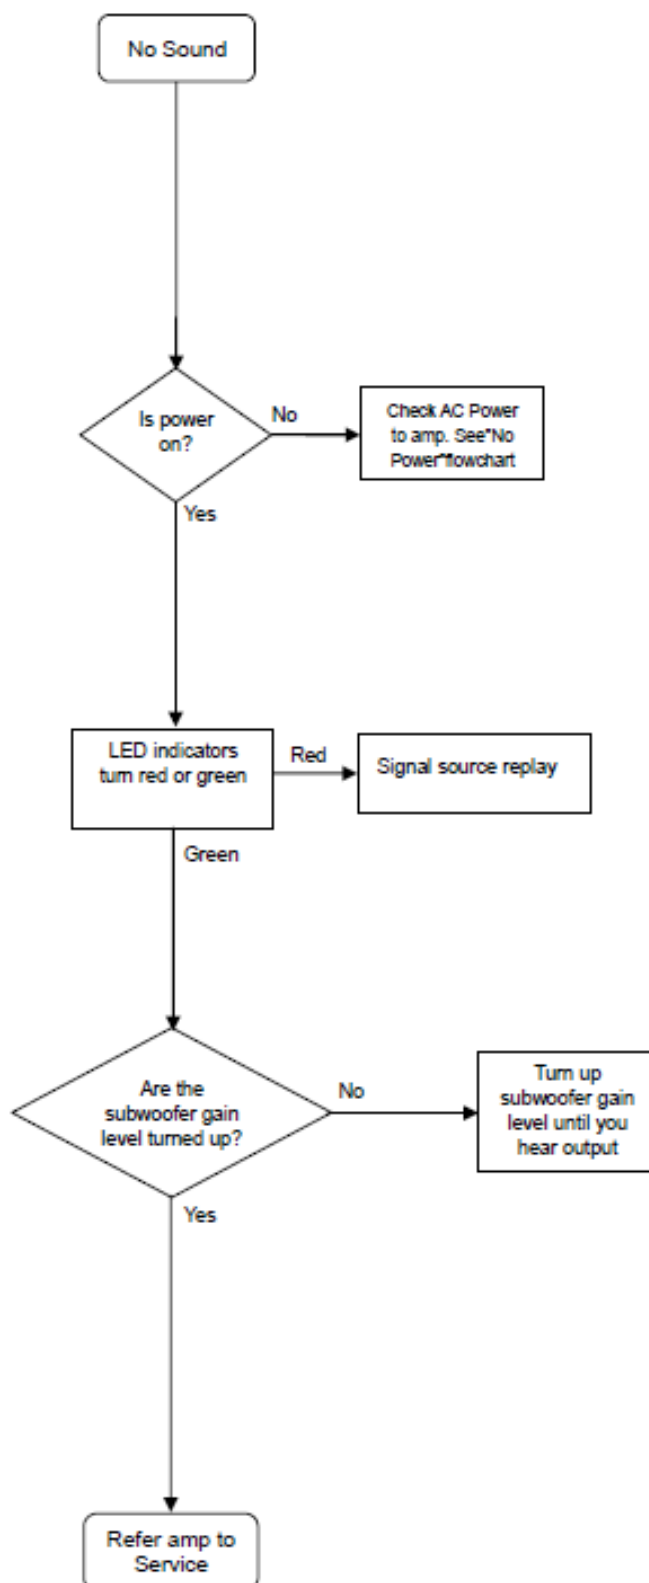 No Sound
Is power
on?
No
Check AC Power
to amp. See"No
Power"flowchart
Yes
LED indicators
turn red or green
Red
Signal source replay
Green
Are the
subwoofer gain
level turned up?
No
Turn up
subwoofer gain
level until you
hear output
Yes
Refer amp to
Service